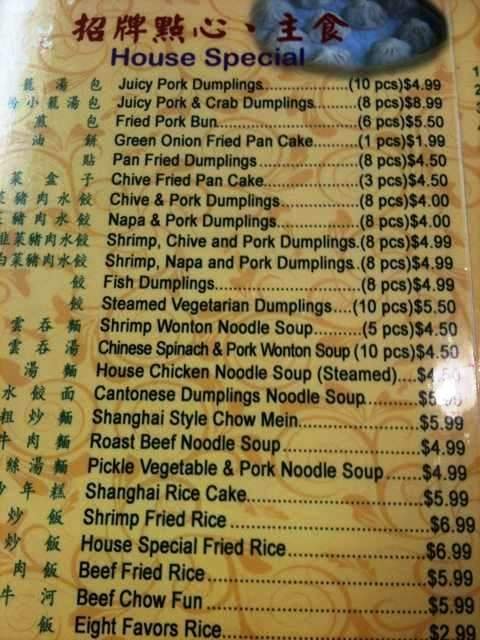 招牌點心、主食
House Special
籠湯包 Juicy Pork Dumplings (10 pcs)$4.99
粉小籠湯包 Juicy Pork & Crab Dumplings (8 pcs)$8.99
煎包 Fried Pork Bun (6 pcs)$5.50
油餅 Green Onion Fried Pan Cake (1 pcs)$1.99
貼 Pan Fried Dumplings (8 pcs)$4.50
菜盒子 Chive Fried Pan Cake (3 pcs)$4.50
菜豬肉水餃 Chive & Pork Dumplings (8 pcs)$4.00
菜豬肉水餃 Napa & Pork Dumplings (8 pcs)$4.00
韭菜豬肉水餃 Shrimp, Chive and Pork Dumplings (8 pcs)$4.99
白菜豬肉水餃 Shrimp, Napa and Pork Dumplings (8 pcs)$4.99
餃 Fish Dumplings (8 pcs)$4.99
餃 Steamed Vegetarian Dumplings (10 pcs)$5.50
雲吞麵 Shrimp Wonton Noodle Soup (5 pcs)$4.50
雲吞湯 Chinese Spinach & Pork Wonton Soup (10 pcs)$4.50
湯麵 House Chicken Noodle Soup (Steamed)
水餃面 Cantonese Dumplings Noodle Soup $5.99
粗炒麵 Shanghai Style Chow Mein $5.99
牛肉麵 Roast Beef Noodle Soup $4.99
絲湯麵 Pickle Vegetable & Pork Noodle Soup $4.99
炒年糕 Shanghai Rice Cake $5.99
炒飯 Shrimp Fried Rice $6.99
炒飯 House Special Fried Rice $6.99
肉飯 Beef Fried Rice $5.99
牛河 Beef Chow Fun $5.99
飯 Eight Favors Rice $2.99